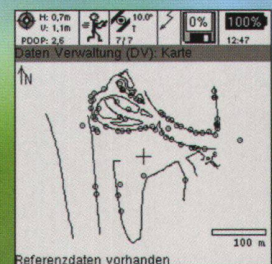 H: 0,7m
V: 1,1m
PDOP: 2,6
10.0°
7/7
0%
100%
12:47
Daten Verwaltung (DV): Karte
N
100 m
Referenzdaten vorhanden